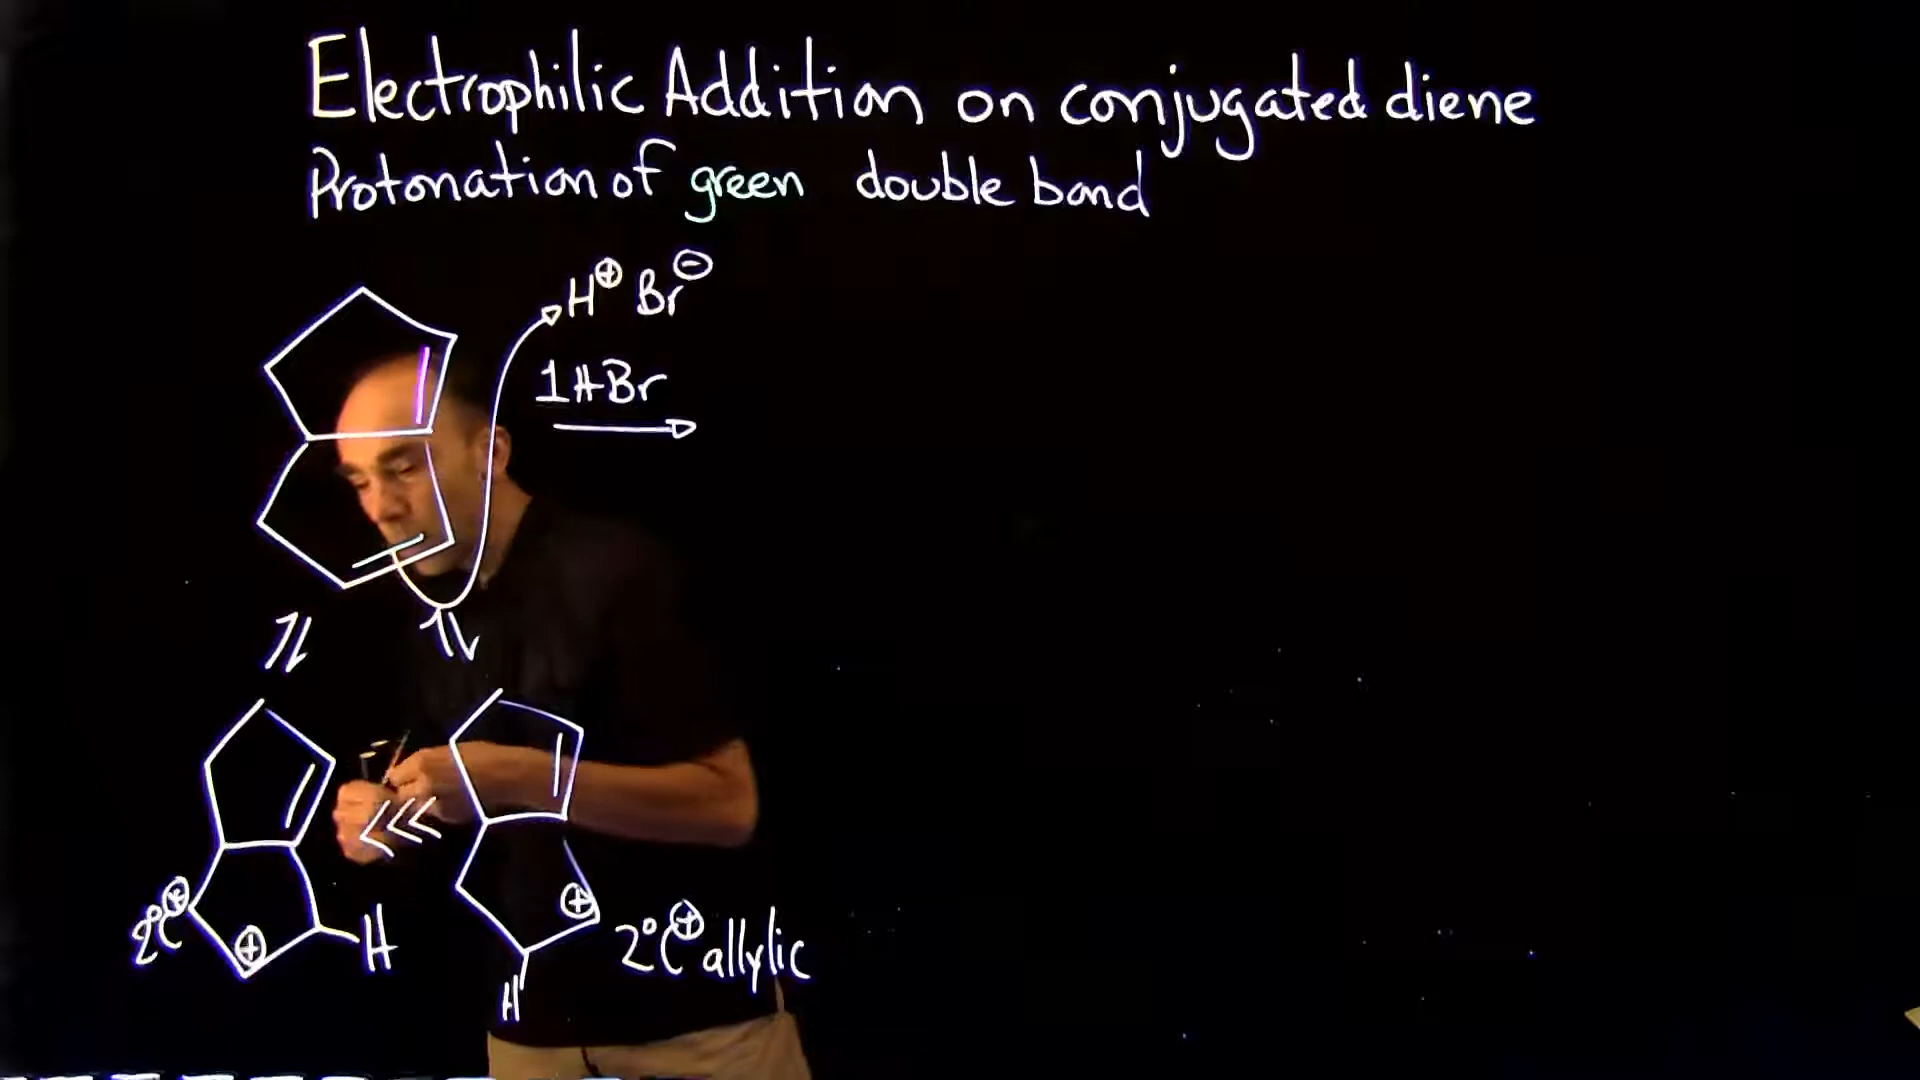 Electrophilic Addition on conjugated diene
Protonation of green double bond
H⊕ Br⊖
1 HBr
⊕
2°C⊕
H
⊕
2°C⊕ allylic
H